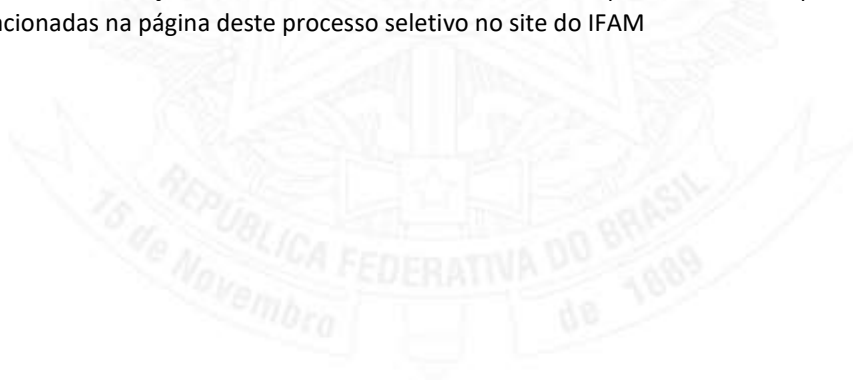 cionadas na página deste processo seletivo no site do IFAM
REPÚBLICA FEDERATIVA DO BRASIL
15 de Novembro de 1889